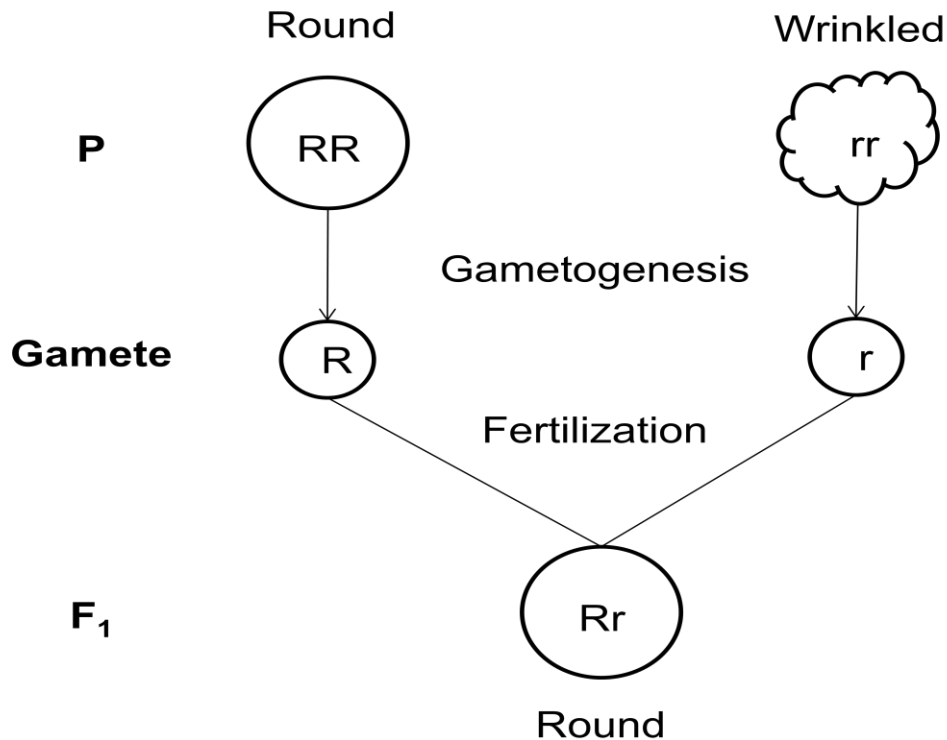 Round
Wrinkled
P
RR
rr
Gametogenesis
Gamete
R
r
Fertilization
F₁
Rr
Round